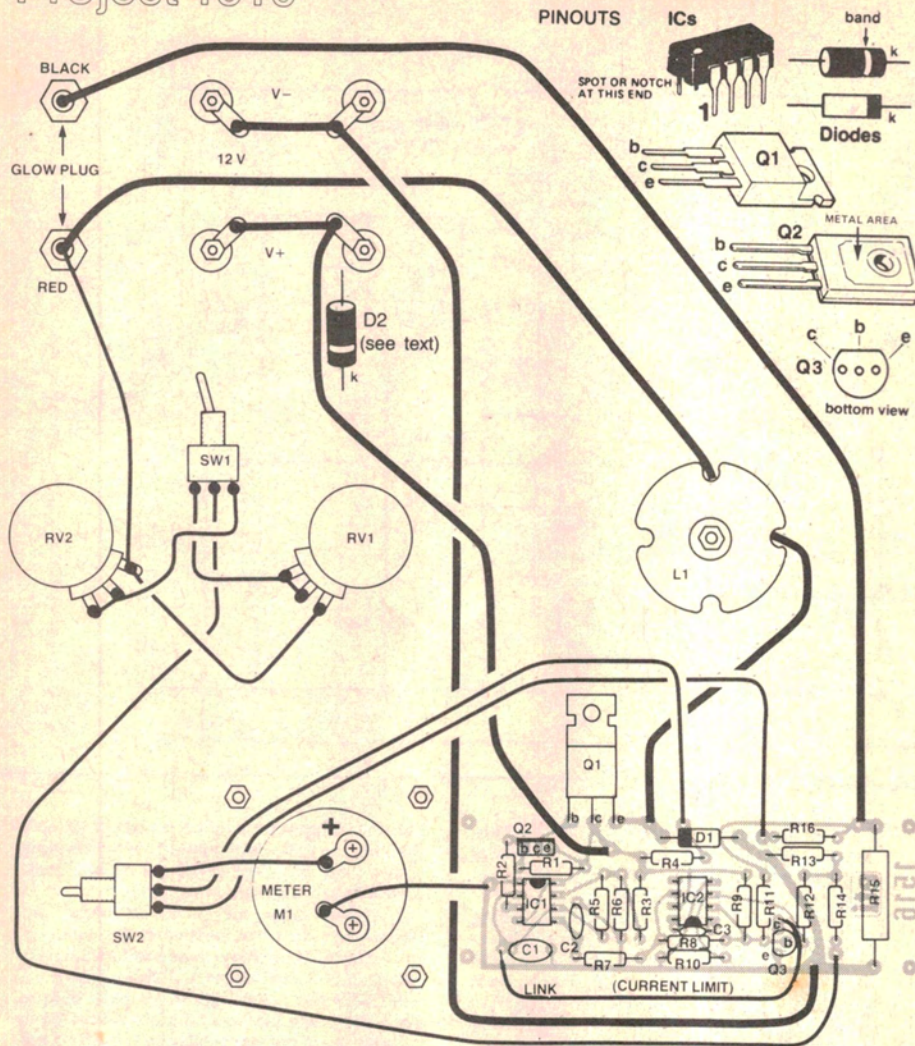 Project 1516
PINOUTS
ICs
band
k
SPOT OR NOTCH
AT THIS END
1
k
Diodes
BLACK
V-
GLOW PLUG
12 V
b
c
e
Q1
RED
V+
Q2
METAL AREA
b
c
e
D2
(see text)
k
c
b
e
Q3
bottom view
SW1
RV2
RV1
L1
Q1
b
c
e
Q2
b c e
D1
R16
R13
R1
R4
R2
+
METER
M1
IC1
R5
R6
R3
IC2
R9
R11
R12
R14
R15
1516
C3
c
SW2
C1
C2
R8
b
e
R7
R10
Q3
LINK
(CURRENT LIMIT)